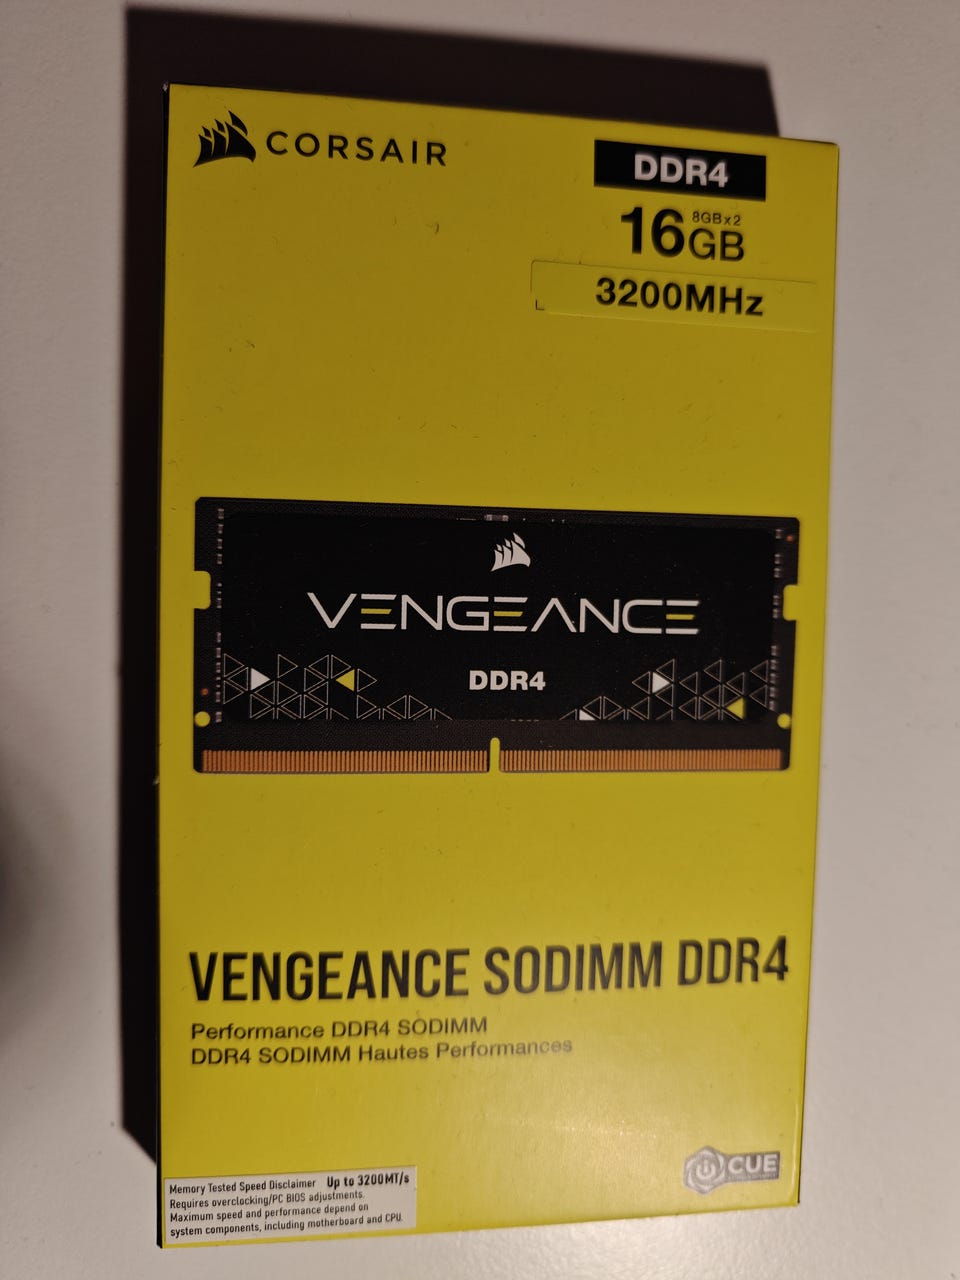 CORSAIR
DDR4
8GBx2
16GB
3200MHz
VENGEANCE
DDR4
VENGEANCE SODIMM DDR4
Performance DDR4 SODIMM
DDR4 SODIMM Hautes Performances
CUE
Memory Tested Speed Disclaimer Up to 3200MT/s
Requires overclocking/PC BIOS adjustments.
Maximum speed and performance depend on
system components, including motherboard and CPU.